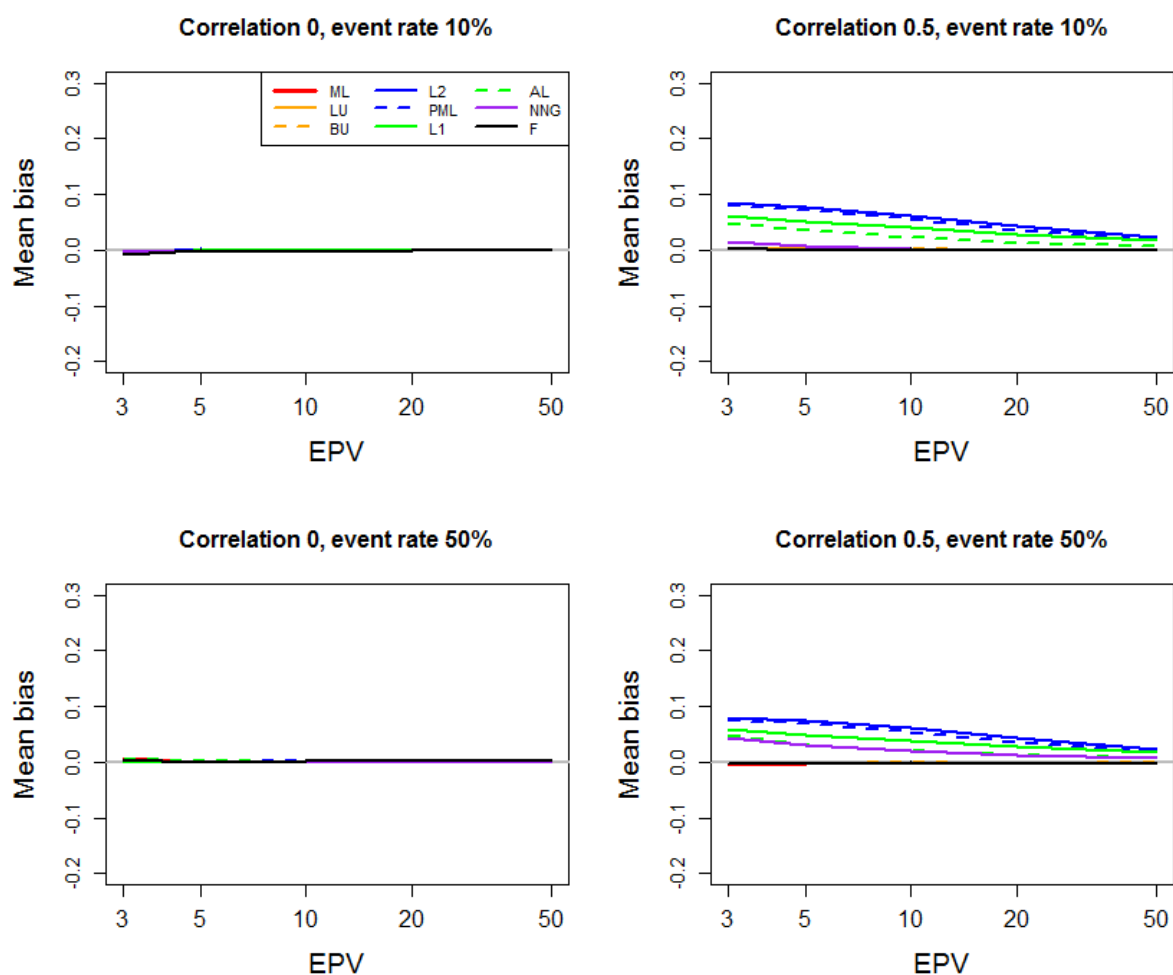 Correlation 0, event rate 10%
Mean bias
0.3
0.2
0.1
0.0
-0.1
-0.2
ML L2 AL
LU PML NNG
BU L1 F
3 5 10 20 50
EPV
Correlation 0.5, event rate 10%
Mean bias
0.3
0.2
0.1
0.0
-0.1
-0.2
3 5 10 20 50
EPV
Correlation 0, event rate 50%
Mean bias
0.3
0.2
0.1
0.0
-0.1
-0.2
3 5 10 20 50
EPV
Correlation 0.5, event rate 50%
Mean bias
0.3
0.2
0.1
0.0
-0.1
-0.2
3 5 10 20 50
EPV